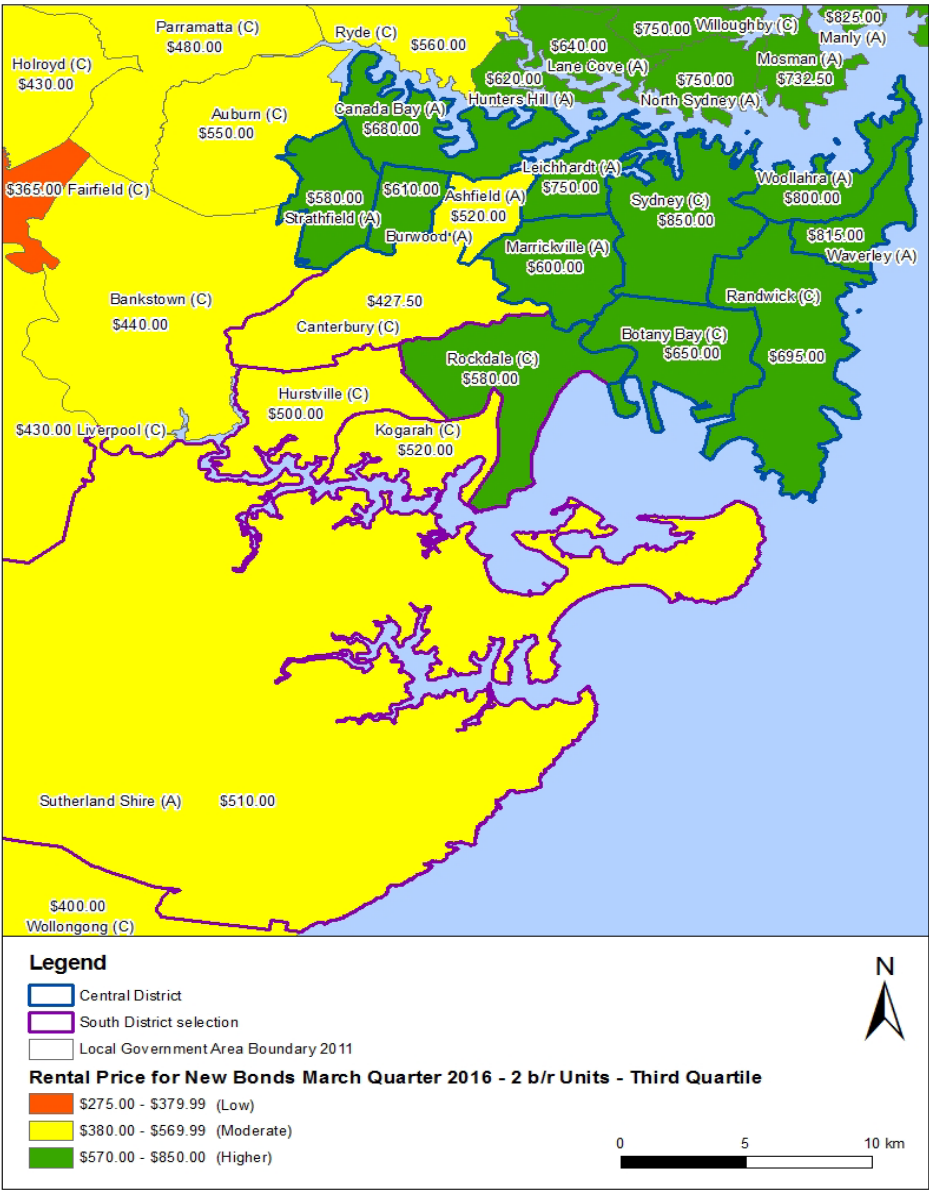 Parramatta (C)
$480.00
Ryde (C)
$560.00
$640.00
Lane Cove (A)
$750.00 Willoughby (C)
$825.00
Manly (A)
Mosman (A)
$732.50
Holroyd (C)
$430.00
$620.00
Hunters Hill (A)
$750.00
North Sydney (A)
Auburn (C)
$550.00
Canada Bay (A)
$680.00
Leichhardt (A)
$750.00
Woollahra (A)
$800.00
$365.00 Fairfield (C)
$580.00
Strathfield (A)
$610.00
Burwood (A)
Ashfield (A)
$520.00
Sydney (C)
$850.00
$815.00
Waverley (A)
Marrickville (A)
$600.00
Bankstown (C)
$440.00
$427.50
Canterbury (C)
Randwick (C)
$695.00
Botany Bay (C)
$650.00
Rockdale (C)
$580.00
Hurstville (C)
$500.00
Kogarah (C)
$520.00
$430.00 Liverpool (C)
Sutherland Shire (A) $510.00
$400.00
Wollongong (C)
Legend
Central District
South District selection
Local Government Area Boundary 2011
Rental Price for New Bonds March Quarter 2016 - 2 b/r Units - Third Quartile
$275.00 - $379.99 (Low)
$380.00 - $569.99 (Moderate)
$570.00 - $850.00 (Higher)
N
0 5 10 km